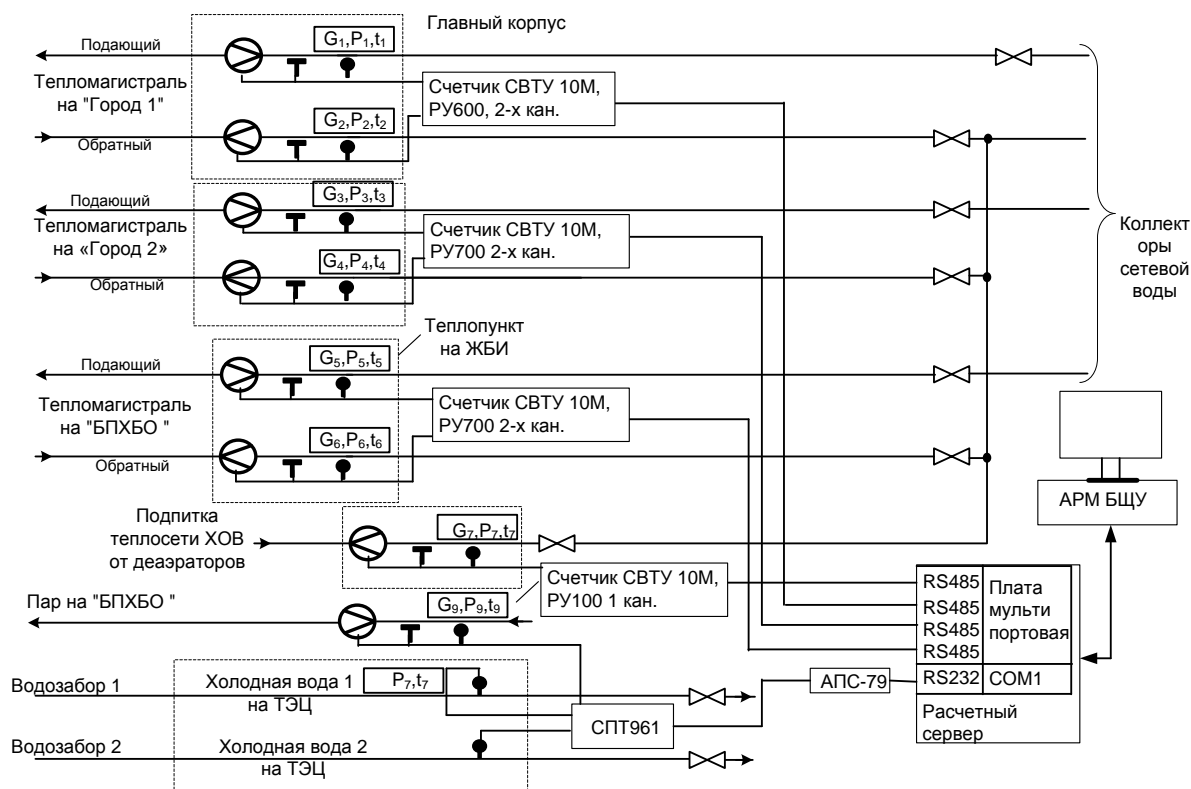 Главный корпус
G1,P1,t1
Подающий
Тепломагистраль
на "Город 1"
Счетчик СВТУ 10М,
РУ600, 2-х кан.
G2,P2,t2
Обратный
G3,P3,t3
Подающий
Тепломагистраль
на «Город 2»
Счетчик СВТУ 10М,
РУ700 2-х кан.
G4,P4,t4
Обратный
Коллект
оры
сетевой
воды
Теплопункт
на ЖБИ
G5,P5,t5
Подающий
Тепломагистраль
на "БПХБО "
Счетчик СВТУ 10М,
РУ700 2-х кан.
G6,P6,t6
Обратный
АРМ БЩУ
Подпитка
теплосети ХОВ
от деаэраторов
G7,P7,t7
Счетчик СВТУ 10М,
РУ100 1 кан.
Пар на "БПХБО "
G9,P9,t9
RS485
RS485
RS485
RS485
Плата
мульти
портовая
RS232
COM1
Расчетный
сервер
АПС-79
Водозабор 1
Холодная вода 1
на ТЭЦ
P7,t7
СПТ961
Водозабор 2
Холодная вода 2
на ТЭЦ